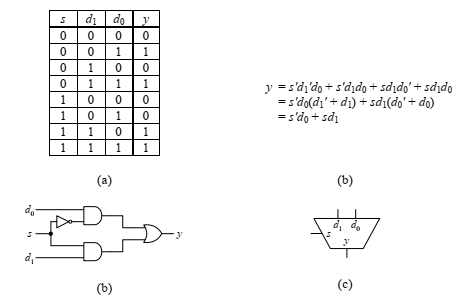 s d₁ d₀ y
0 0 0 0
0 0 1 1
0 1 0 0
0 1 1 1
1 0 0 0
1 0 1 0
1 1 0 1
1 1 1 1
(a)
y = s'd₁'d₀ + s'd₁d₀ + sd₁d₀' + sd₁d₀
= s'd₀(d₁' + d₁) + sd₁(d₀' + d₀)
= s'd₀ + sd₁
(b)
d₀
s
d₁
y
(b)
d₁ d₀
s
y
(c)